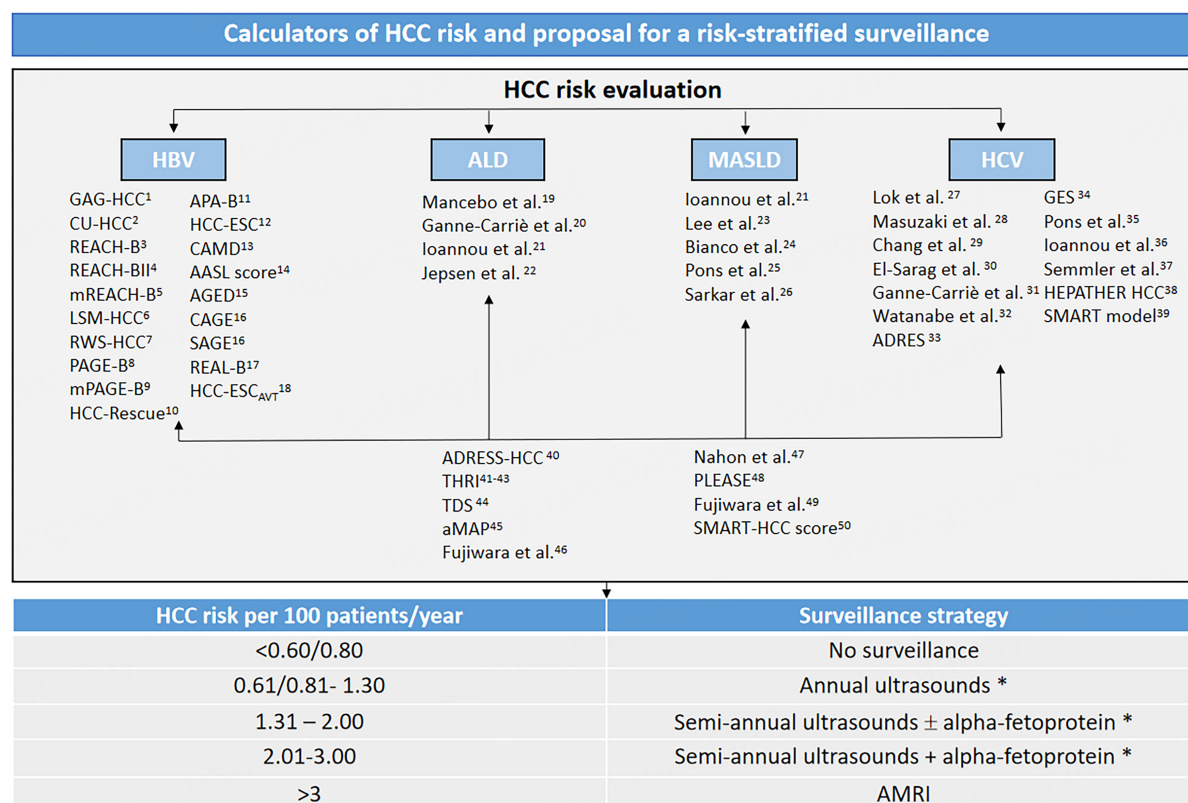 Calculators of HCC risk and proposal for a risk-stratified surveillance
HCC risk evaluation
HBV
GAG-HCC¹
CU-HCC²
REACH-B³
REACH-BII⁴
mREACH-B⁵
LSM-HCC⁶
RWS-HCC⁷
PAGE-B⁸
mPAGE-B⁹
HCC-Rescue¹⁰
APA-B¹¹
HCC-ESC¹²
CAMD¹³
AASL score¹⁴
AGED¹⁵
CAGE¹⁶
SAGE¹⁶
REAL-B¹⁷
HCC-ESC_AVT¹⁸
ALD
Mancebo et al.¹⁹
Ganne-Carriè et al.²⁰
Ioannou et al.²¹
Jepsen et al. ²²
MASLD
Ioannou et al.²¹
Lee et al.²³
Bianco et al.²⁴
Pons et al.²⁵
Sarkar et al.²⁶
HCV
Lok et al. ²⁷
Masuzaki et al. ²⁸
Chang et al. ²⁹
El-Sarag et al. ³⁰
Ganne-Carriè et al. ³¹
Watanabe et al. ³²
ADRES ³³
GES ³⁴
Pons et al.³⁵
Ioannou et al.³⁶
Semmler et al.³⁷
HEPATHER HCC³⁸
SMART model³⁹
ADRESS-HCC ⁴⁰
THRI⁴¹⁻⁴³
TDS ⁴⁴
aMAP⁴⁵
Fujiwara et al.⁴⁶
Nahon et al.⁴⁷
PLEASE⁴⁸
Fujiwara et al.⁴⁹
SMART-HCC score⁵⁰
HCC risk per 100 patients/year Surveillance strategy
<0.60/0.80 No surveillance
0.61/0.81- 1.30 Annual ultrasounds *
1.31 – 2.00 Semi-annual ultrasounds ± alpha-fetoprotein *
2.01-3.00 Semi-annual ultrasounds + alpha-fetoprotein *
>3 AMRI